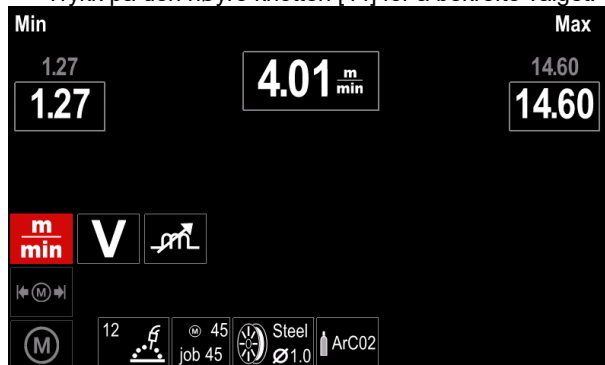 Min Max
1.27 14.60
1.27 4.01 m/min 14.60
m/min V
M
M 12 M 45 Steel
job 45 Ø1.0 ArC02